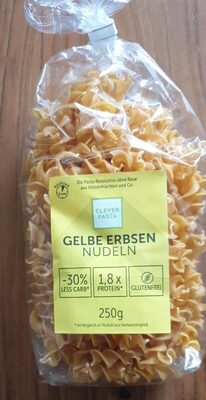 Die Pasta Revolution ohne Reue
aus Hülsenfrüchten und Co.
CLEVER
PASTA
GELBE ERBSEN
NUDELN
-30%
LESS CARB*
1,8 x
PROTEIN*
GLUTENFREI
250g
* im Vergleich zu Nudeln aus Hartweizengrieß